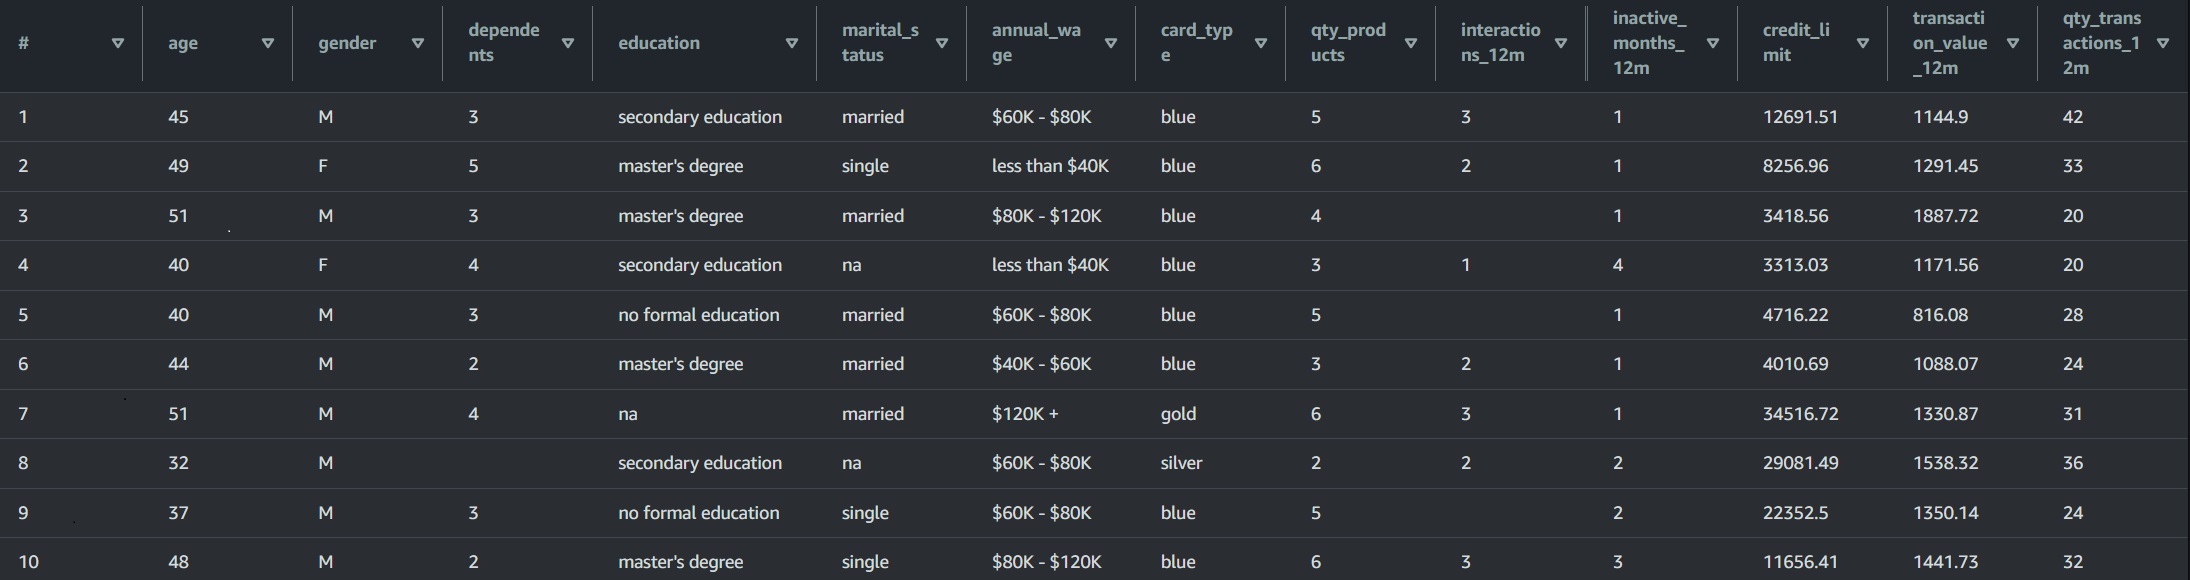 # age gender dependents education marital_status annual_wage card_type qty_products interactions_12m inactive_months_12m credit_limit transaction_value_12m qty_transactions_12m
1 45 M 3 secondary education married $60K - $80K blue 5 3 1 12691.51 1144.9 42
2 49 F 5 master's degree single less than $40K blue 6 2 1 8256.96 1291.45 33
3 51 M 3 master's degree married $80K - $120K blue 4 1 3418.56 1887.72 20
4 40 F 4 secondary education na less than $40K blue 3 1 4 3313.03 1171.56 20
5 40 M 3 no formal education married $60K - $80K blue 5 1 4716.22 816.08 28
6 44 M 2 master's degree married $40K - $60K blue 3 2 1 4010.69 1088.07 24
7 51 M 4 na married $120K + gold 6 3 1 34516.72 1330.87 31
8 32 M secondary education na $60K - $80K silver 2 2 2 29081.49 1538.32 36
9 37 M 3 no formal education single $60K - $80K blue 5 2 22352.5 1350.14 24
10 48 M 2 master's degree single $80K - $120K blue 6 3 3 11656.41 1441.73 32